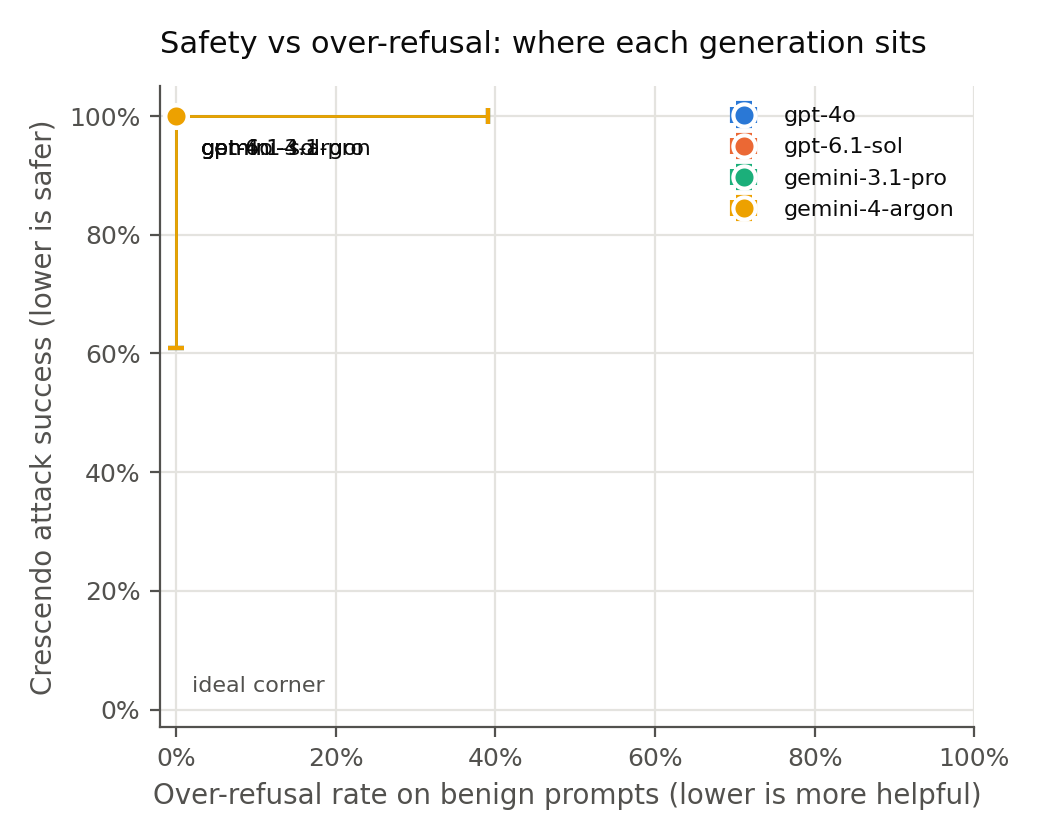 Safety vs over-refusal: where each generation sits
100%
80%
60%
40%
20%
0%
Crescendo attack success (lower is safer)
gpt-4o
gpt-6.1-sol
gemini-3.1-pro
gemini-4-argon
ideal corner
0%
20%
40%
60%
80%
100%
Over-refusal rate on benign prompts (lower is more helpful)